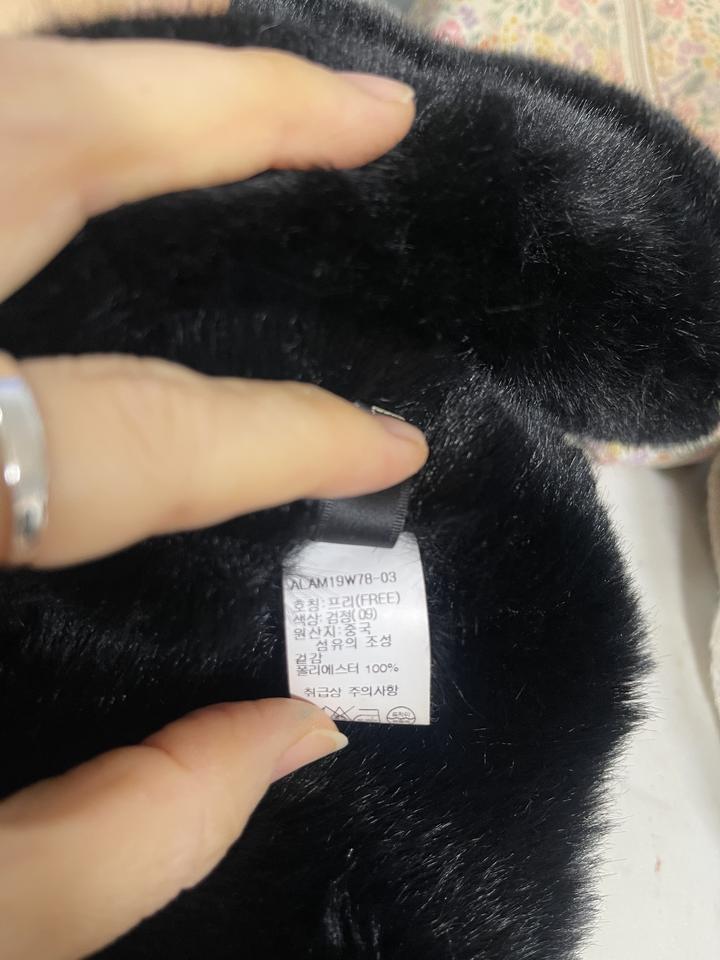 ALAM19W78-03
호칭:프리(FREE)
색상:검정(09)
원산지:중국
섬유의 조성
겉감
폴리에스터 100%
취급상 주의사항